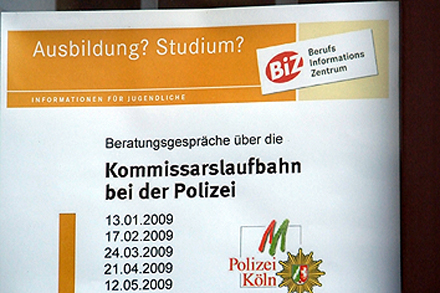 Ausbildung? Studium?
BiZ
Berufs
Informations
Zentrum
INFORMATIONEN FÜR JUGENDLICHE
Beratungsgespräche über die
Kommissarslaufbahn
bei der Polizei
13.01.2009
17.02.2009
24.03.2009
21.04.2009
12.05.2009
Polizei
Köln